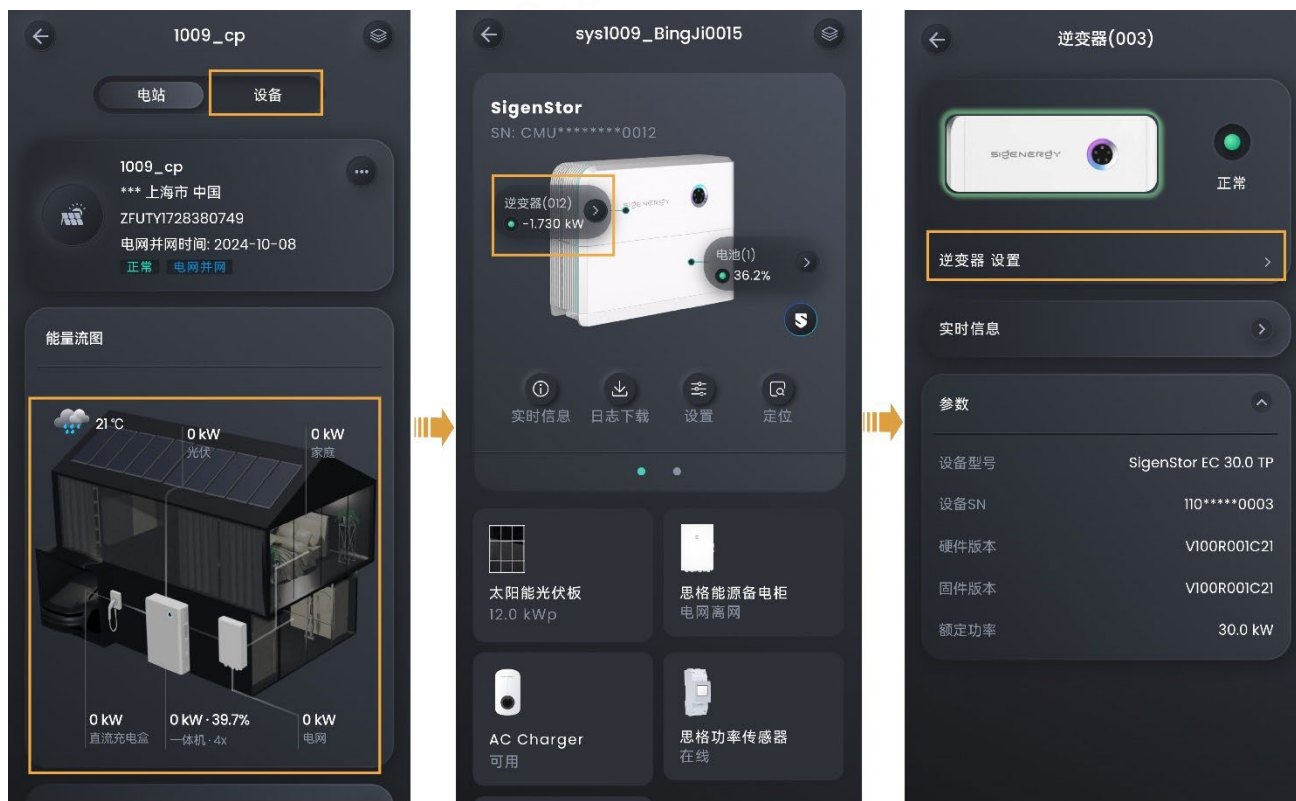 1009_cp
电站
设备
1009_cp
*** 上海市 中国
ZFUTY1728380749
电网并网时间: 2024-10-08
正常 电网并网
能量流图
21℃
0 kW
光伏
0 kW
家庭
0 kW
直流充电盒
0 kW·39.7%
一体机·4x
0 kW
电网
sys1009_BingJi0015
SigenStor
SN: CMU********0012
逆变器(012)
-1.730 kW
SIGENERGY
电池(1)
36.2%
实时信息
日志下载
设置
定位
太阳能光伏板
12.0 kWp
思格能源备电柜
电网离网
AC Charger
可用
思格功率传感器
在线
逆变器(003)
SIGENERGY
正常
逆变器 设置
实时信息
参数
设备型号 SigenStor EC 30.0 TP
设备SN 110*****0003
硬件版本 V100R001C21
固件版本 V100R001C21
额定功率 30.0 kW